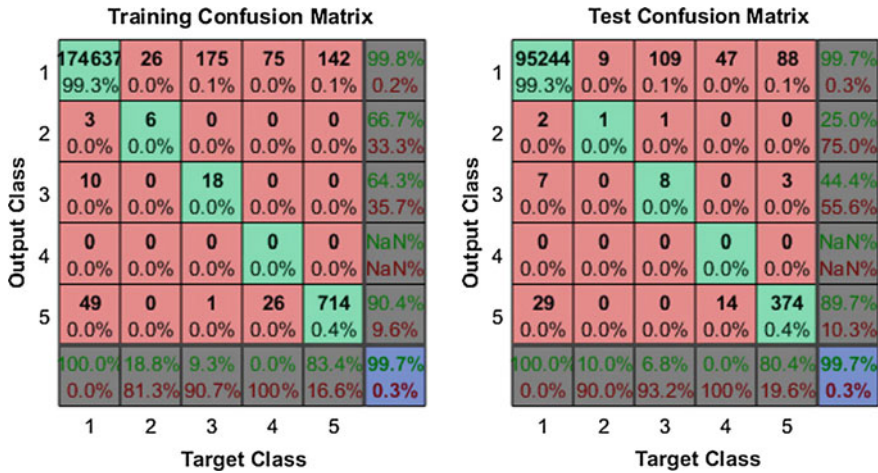 Training Confusion Matrix
1 174637 26 175 75 142 99.8%
99.3% 0.0% 0.1% 0.0% 0.1% 0.2%
2 3 6 0 0 0 66.7%
0.0% 0.0% 0.0% 0.0% 0.0% 33.3%
3 10 0 18 0 0 64.3%
0.0% 0.0% 0.0% 0.0% 0.0% 35.7%
4 0 0 0 0 0 NaN%
0.0% 0.0% 0.0% 0.0% 0.0% NaN%
5 49 0 1 26 714 90.4%
0.0% 0.0% 0.0% 0.0% 0.4% 9.6%
100.0% 18.8% 9.3% 0.0% 83.4% 99.7%
0.0% 81.3% 90.7% 100% 16.6% 0.3%
1 2 3 4 5
Target Class
Output Class
Test Confusion Matrix
1 95244 9 109 47 88 99.7%
99.3% 0.0% 0.1% 0.0% 0.1% 0.3%
2 2 1 1 0 0 25.0%
0.0% 0.0% 0.0% 0.0% 0.0% 75.0%
3 7 0 8 0 3 44.4%
0.0% 0.0% 0.0% 0.0% 0.0% 55.6%
4 0 0 0 0 0 NaN%
0.0% 0.0% 0.0% 0.0% 0.0% NaN%
5 29 0 0 14 374 89.7%
0.0% 0.0% 0.0% 0.0% 0.4% 10.3%
100.0% 10.0% 6.8% 0.0% 80.4% 99.7%
0.0% 90.0% 93.2% 100% 19.6% 0.3%
1 2 3 4 5
Target Class
Output Class